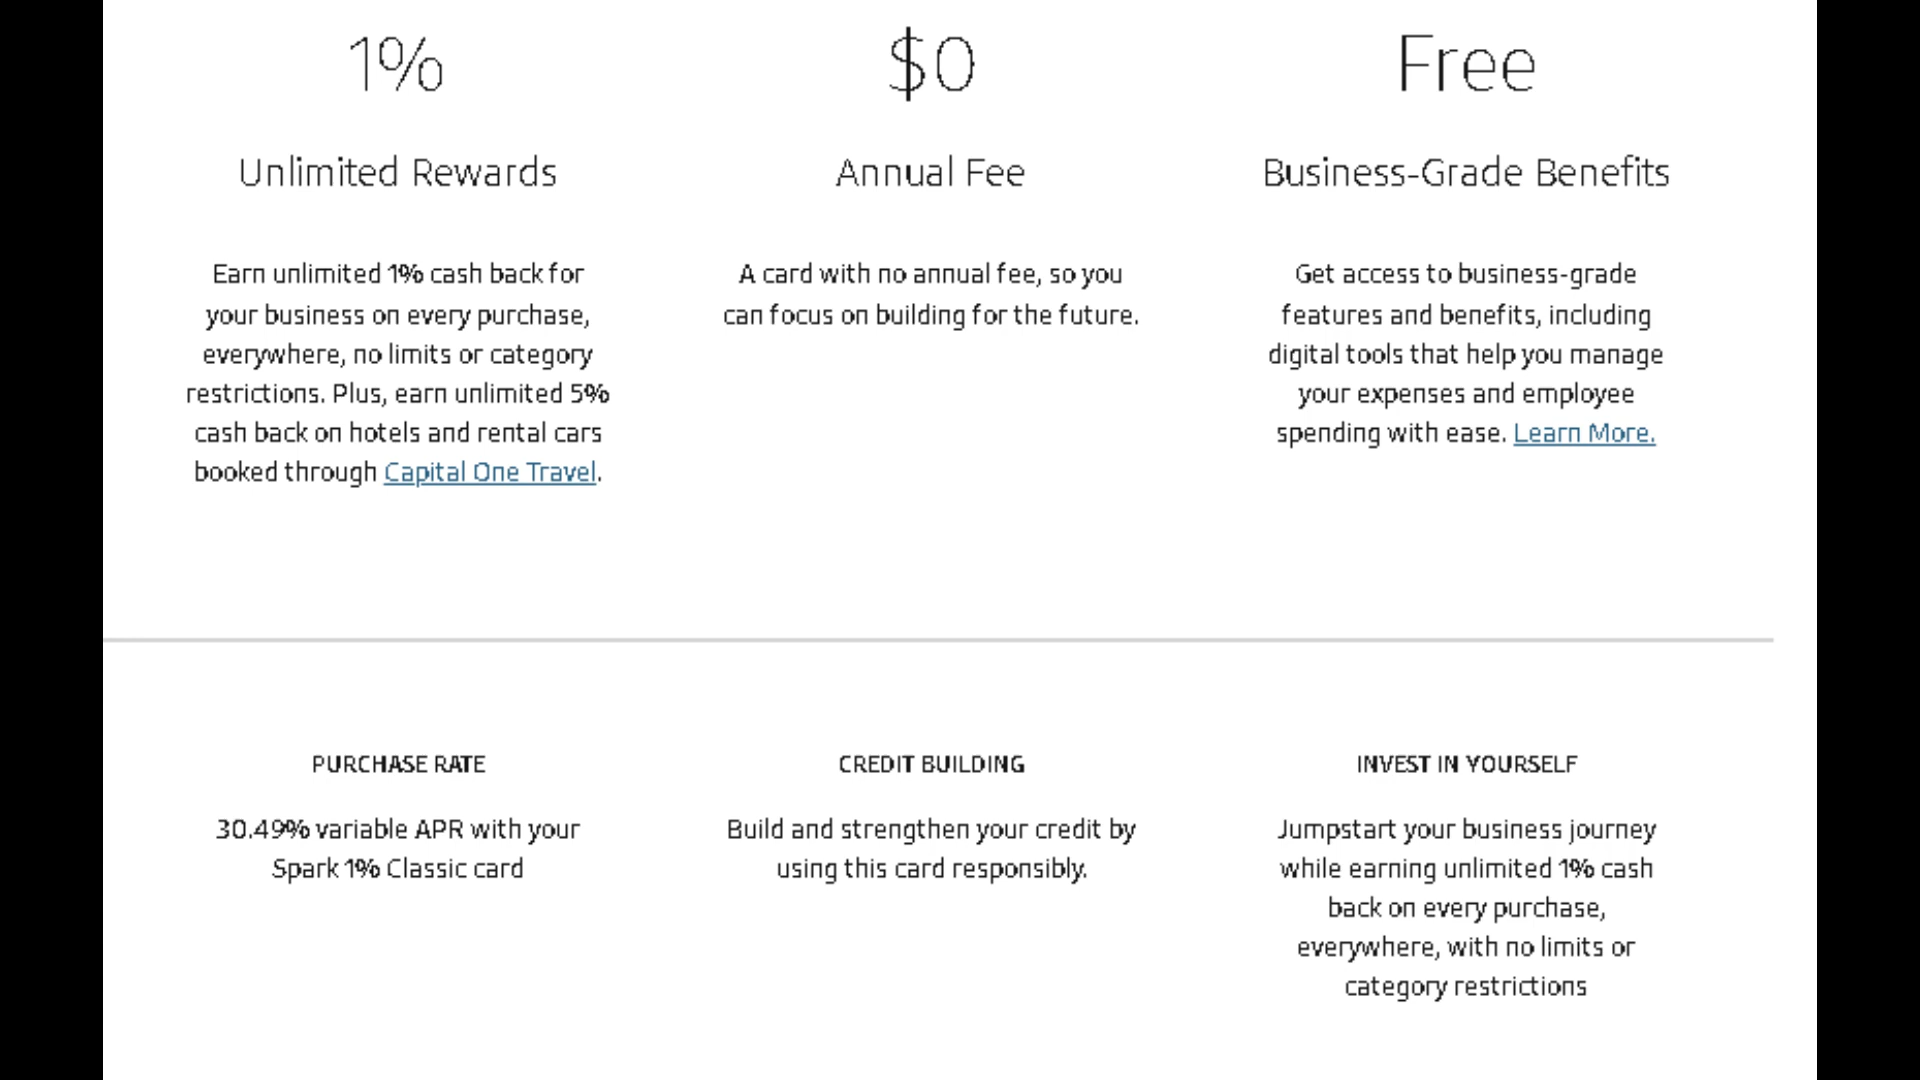 1%
Unlimited Rewards
Earn unlimited 1% cash back for
your business on every purchase,
everywhere, no limits or category
restrictions. Plus, earn unlimited 5%
cash back on hotels and rental cars
booked through Capital One Travel.
$0
Annual Fee
A card with no annual fee, so you
can focus on building for the future.
Free
Business-Grade Benefits
Get access to business-grade
features and benefits, including
digital tools that help you manage
your expenses and employee
spending with ease. Learn More.
PURCHASE RATE
30.49% variable APR with your
Spark 1% Classic card
CREDIT BUILDING
Build and strengthen your credit by
using this card responsibly.
INVEST IN YOURSELF
Jumpstart your business journey
while earning unlimited 1% cash
back on every purchase,
everywhere, with no limits or
category restrictions